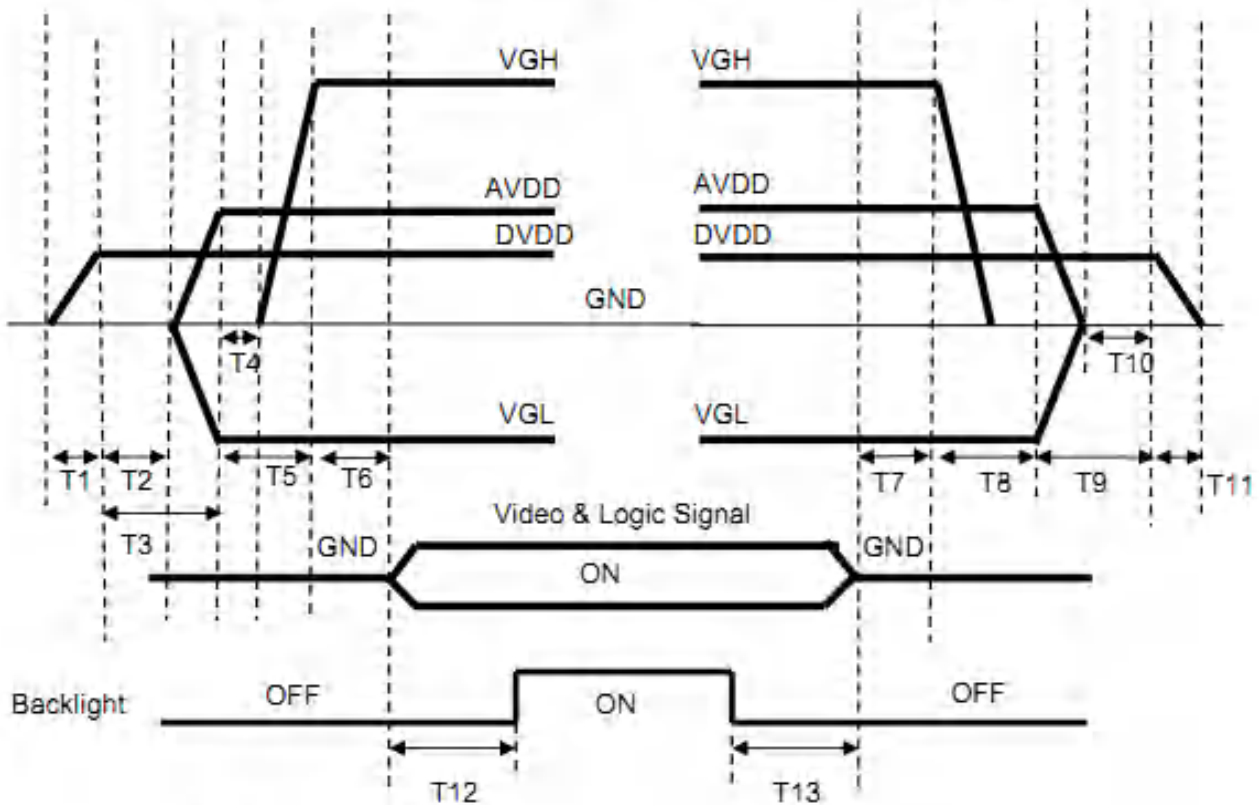 VGH VGH
AVDD AVDD
DVDD DVDD
GND
T4 T10
VGL VGL
T1 T2 T5 T6 T7 T8 T9 T11
Video & Logic Signal
T3
GND GND
ON
OFF OFF
Backlight ON
T12 T13